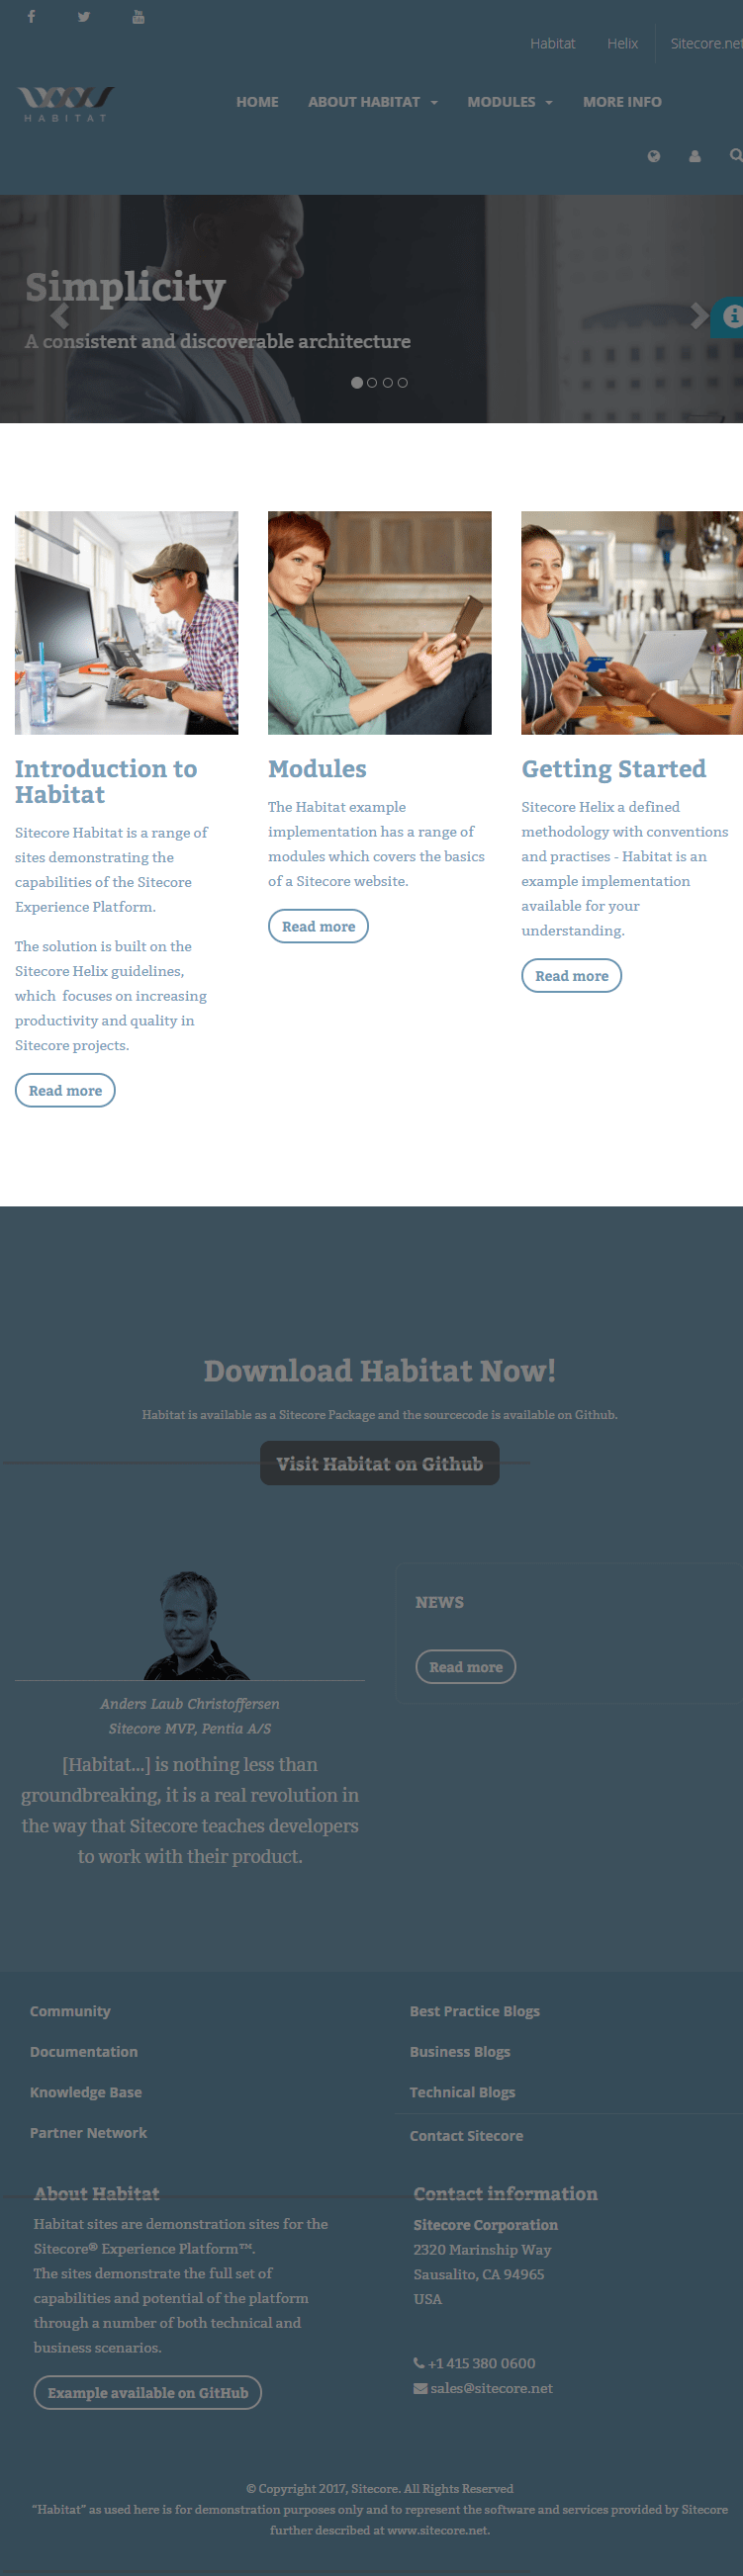 Habitat
Helix
Sitecore.net
HABITAT
HOME
ABOUT HABITAT
MODULES
MORE INFO
Simplicity
A consistent and discoverable architecture
Introduction to
Habitat
Sitecore Habitat is a range of
sites demonstrating the
capabilities of the Sitecore
Experience Platform.
The solution is built on the
Sitecore Helix guidelines,
which focuses on increasing
productivity and quality in
Sitecore projects.
Read more
Modules
The Habitat example
implementation has a range of
modules which covers the basics
of a Sitecore website.
Read more
Getting Started
Sitecore Helix a defined
methodology with conventions
and practises - Habitat is an
example implementation
available for your
understanding.
Read more
Download Habitat Now!
Habitat is available as a Sitecore Package and the sourcecode is available on Github.
Visit Habitat on Github
Anders Laub Christoffersen
Sitecore MVP, Pentia A/S
[Habitat...] is nothing less than
groundbreaking, it is a real revolution in
the way that Sitecore teaches developers
to work with their product.
NEWS
Read more
Community
Documentation
Knowledge Base
Partner Network
Best Practice Blogs
Business Blogs
Technical Blogs
Contact Sitecore
About Habitat
Habitat sites are demonstration sites for the
Sitecore® Experience Platform™.
The sites demonstrate the full set of
capabilities and potential of the platform
through a number of both technical and
business scenarios.
Example available on GitHub
Contact information
Sitecore Corporation
2320 Marinship Way
Sausalito, CA 94965
USA
+1 415 380 0600
sales@sitecore.net
© Copyright 2017, Sitecore. All Rights Reserved
“Habitat” as used here is for demonstration purposes only and to represent the software and services provided by Sitecore
further described at www.sitecore.net.